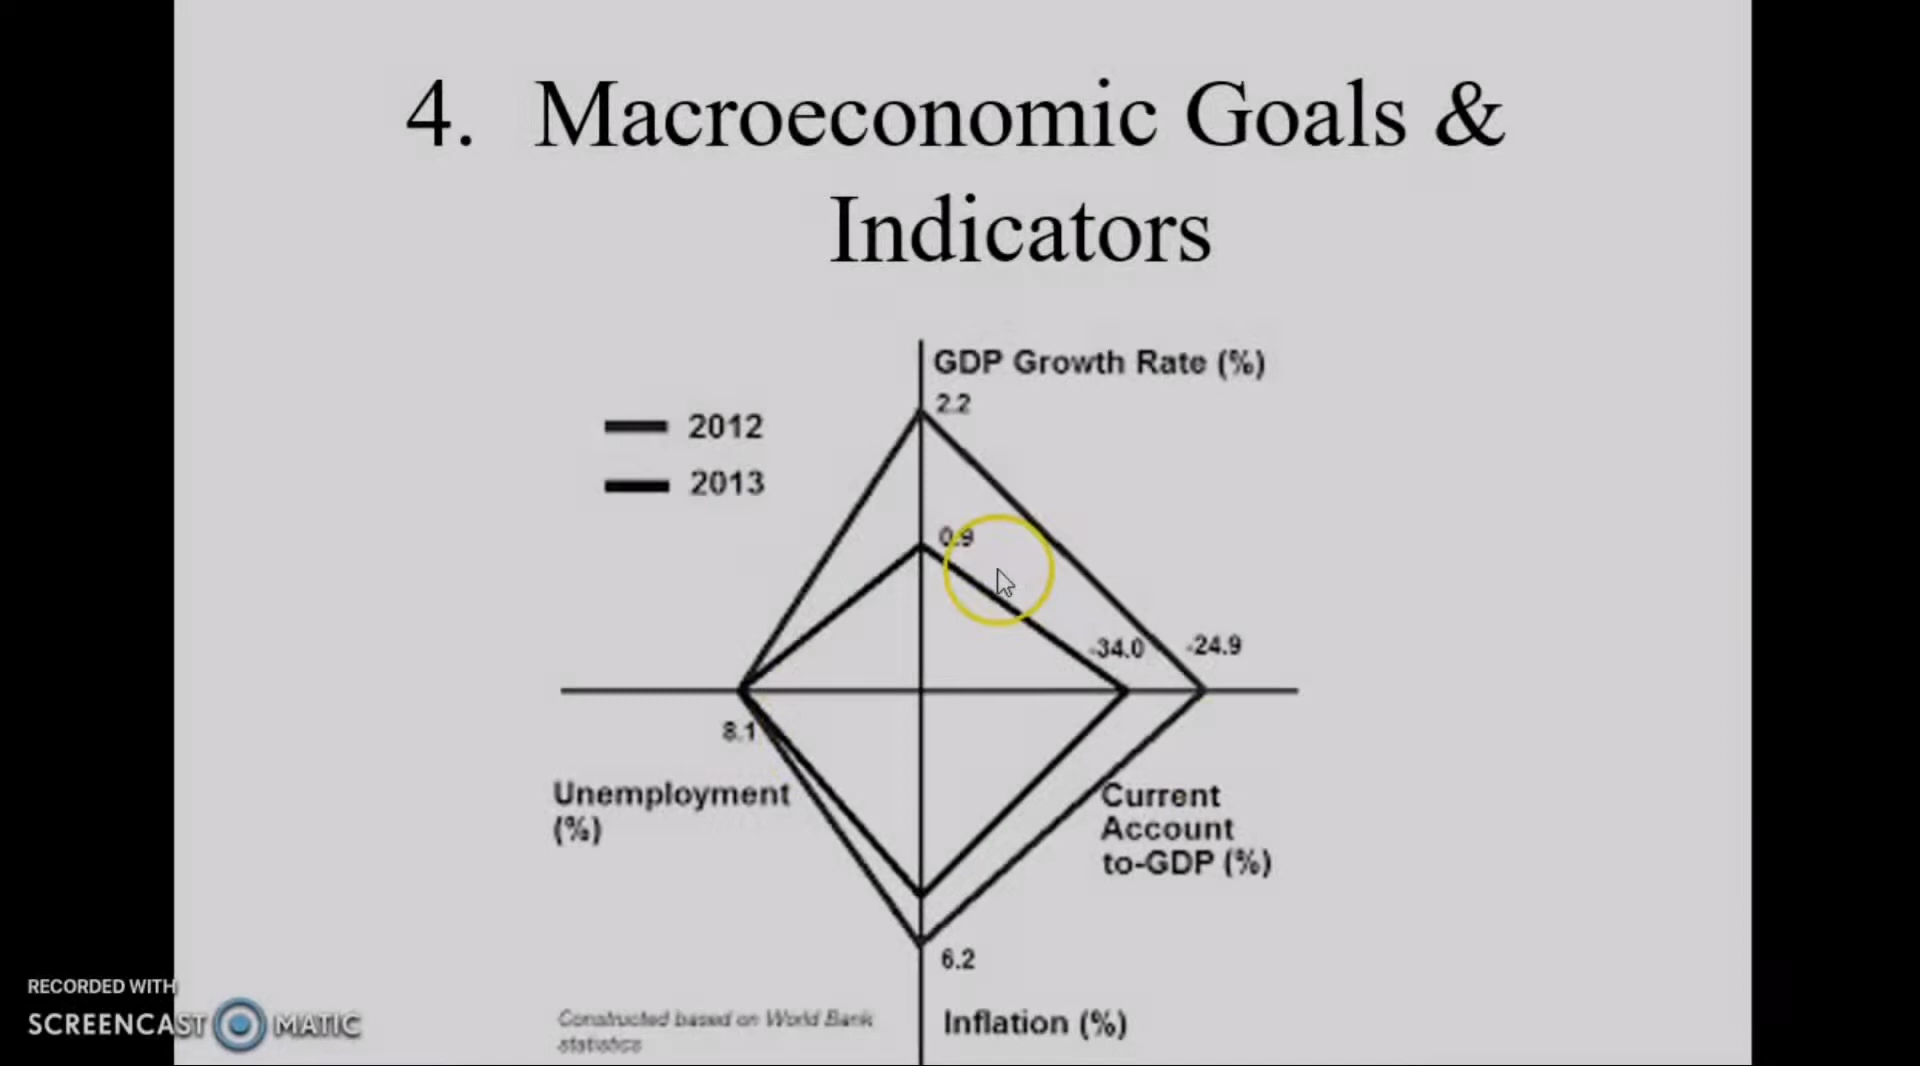 4. Macroeconomic Goals &
Indicators
GDP Growth Rate (%)
2.2
2012
2013
0.9
-34.0
-24.9
8.1
Unemployment
(%)
Current
Account
to-GDP (%)
6.2
Inflation (%)
Constructed based on World Bank
statistics
RECORDED WITH
SCREENCAST MATIC